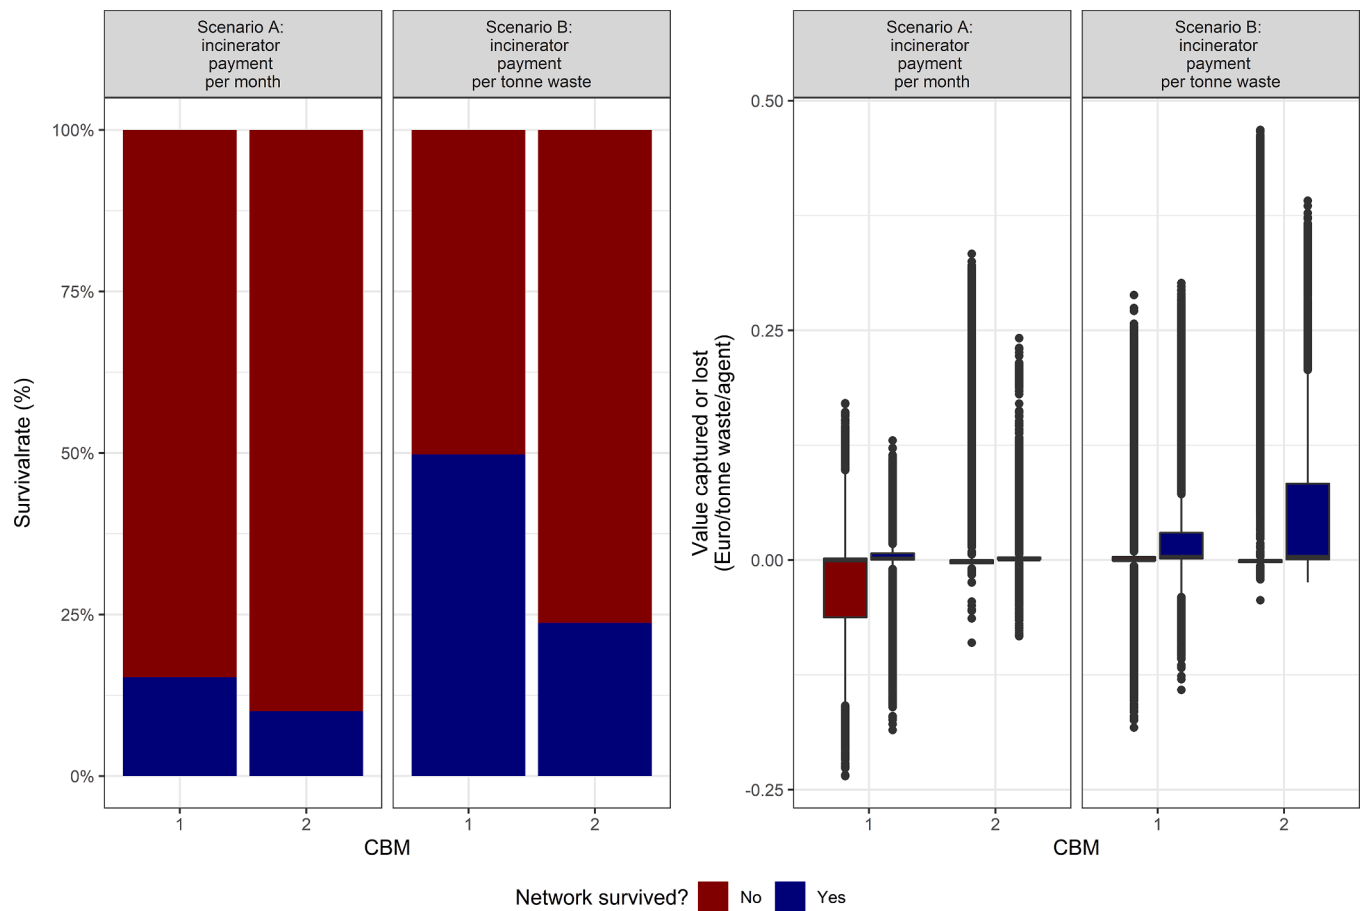 Scenario A:
incinerator
payment
per month
Scenario B:
incinerator
payment
per tonne waste
100%
75%
50%
25%
0%
Survivalrate (%)
1
2
1
2
CBM
Scenario A:
incinerator
payment
per month
Scenario B:
incinerator
payment
per tonne waste
0.50
0.25
0.00
-0.25
Value captured or lost
(Euro/tonne waste/agent)
1
2
1
2
CBM
Network survived? No Yes